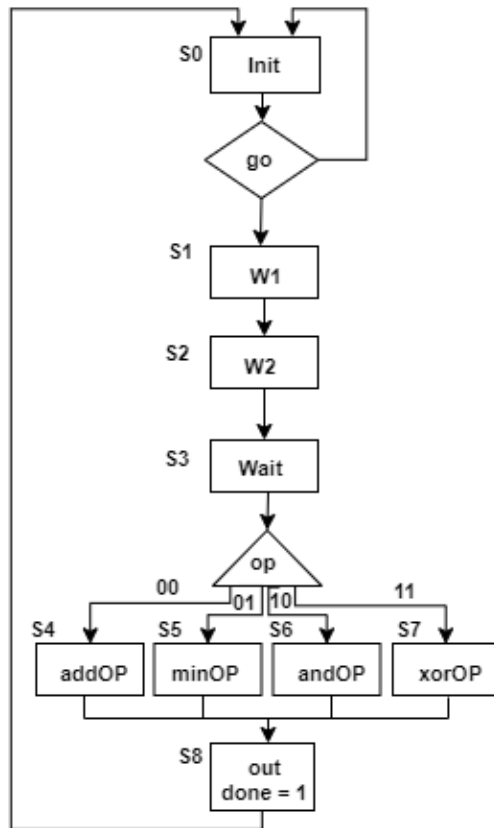 S0
Init
go
S1
W1
S2
W2
S3
Wait
op
00
01
10
11
S4
S5
S6
S7
addOP
minOP
andOP
xorOP
S8
out
done = 1